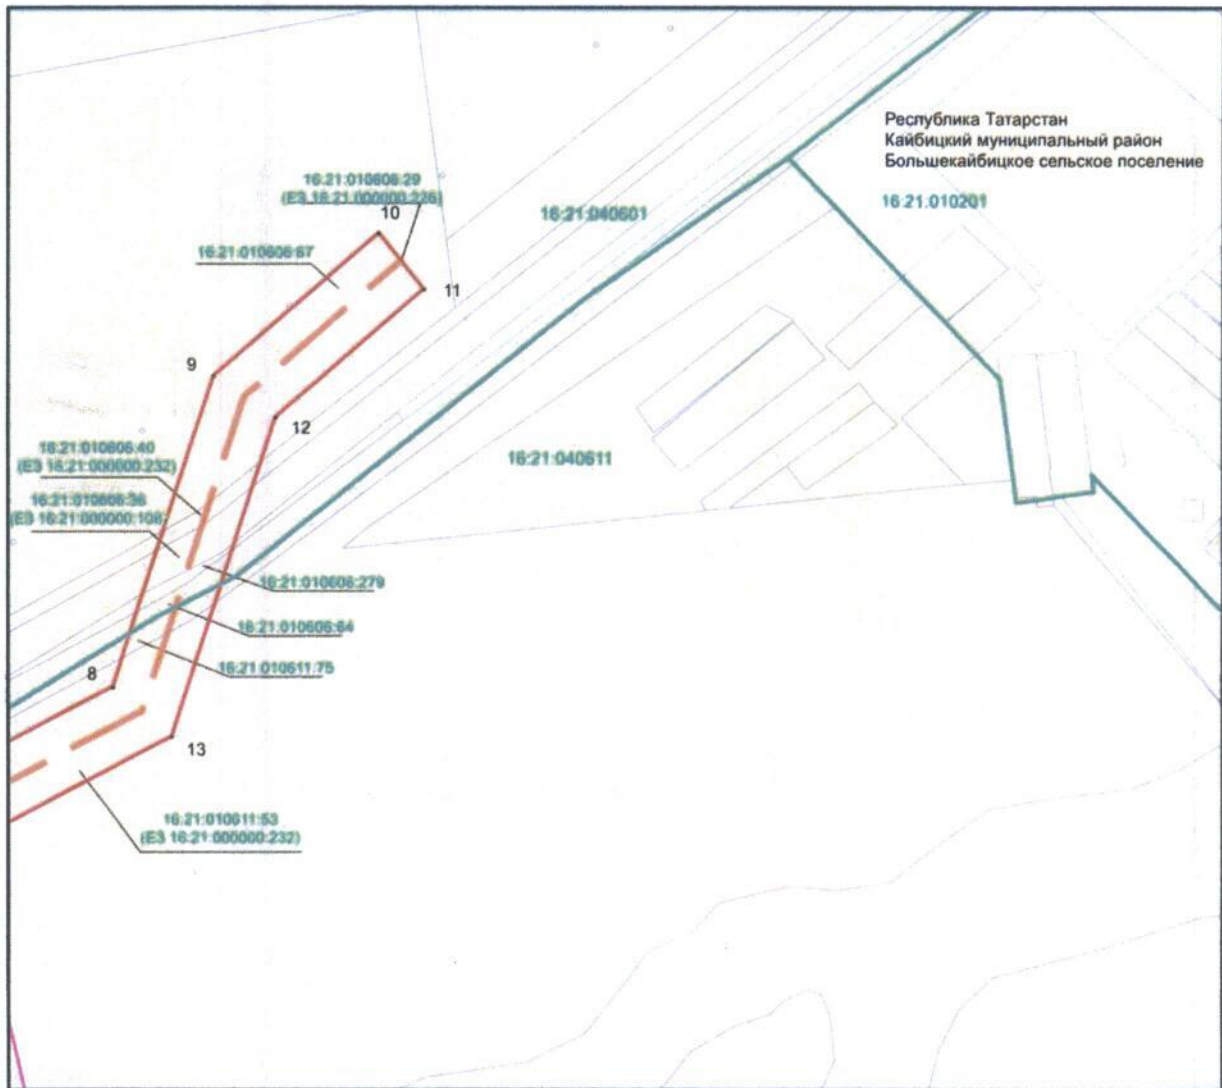 Республика Татарстан
Кайбицкий муниципальный район
Большекайбицкое сельское поселение
16:21:010201
16:21:010606:29
(ЕЗ 16:21:000000:226)
10
16:21:040601
16:21:010606:67
11
9
12
16:21:010606:40
(ЕЗ 16:21:000000:232)
16:21:040611
16:21:010606:36
(ЕЗ 16:21:000000:108)
16:21:010606:279
16:21:010606:64
16:21:010611:75
8
13
16:21:010611:53
(ЕЗ 16:21:000000:232)